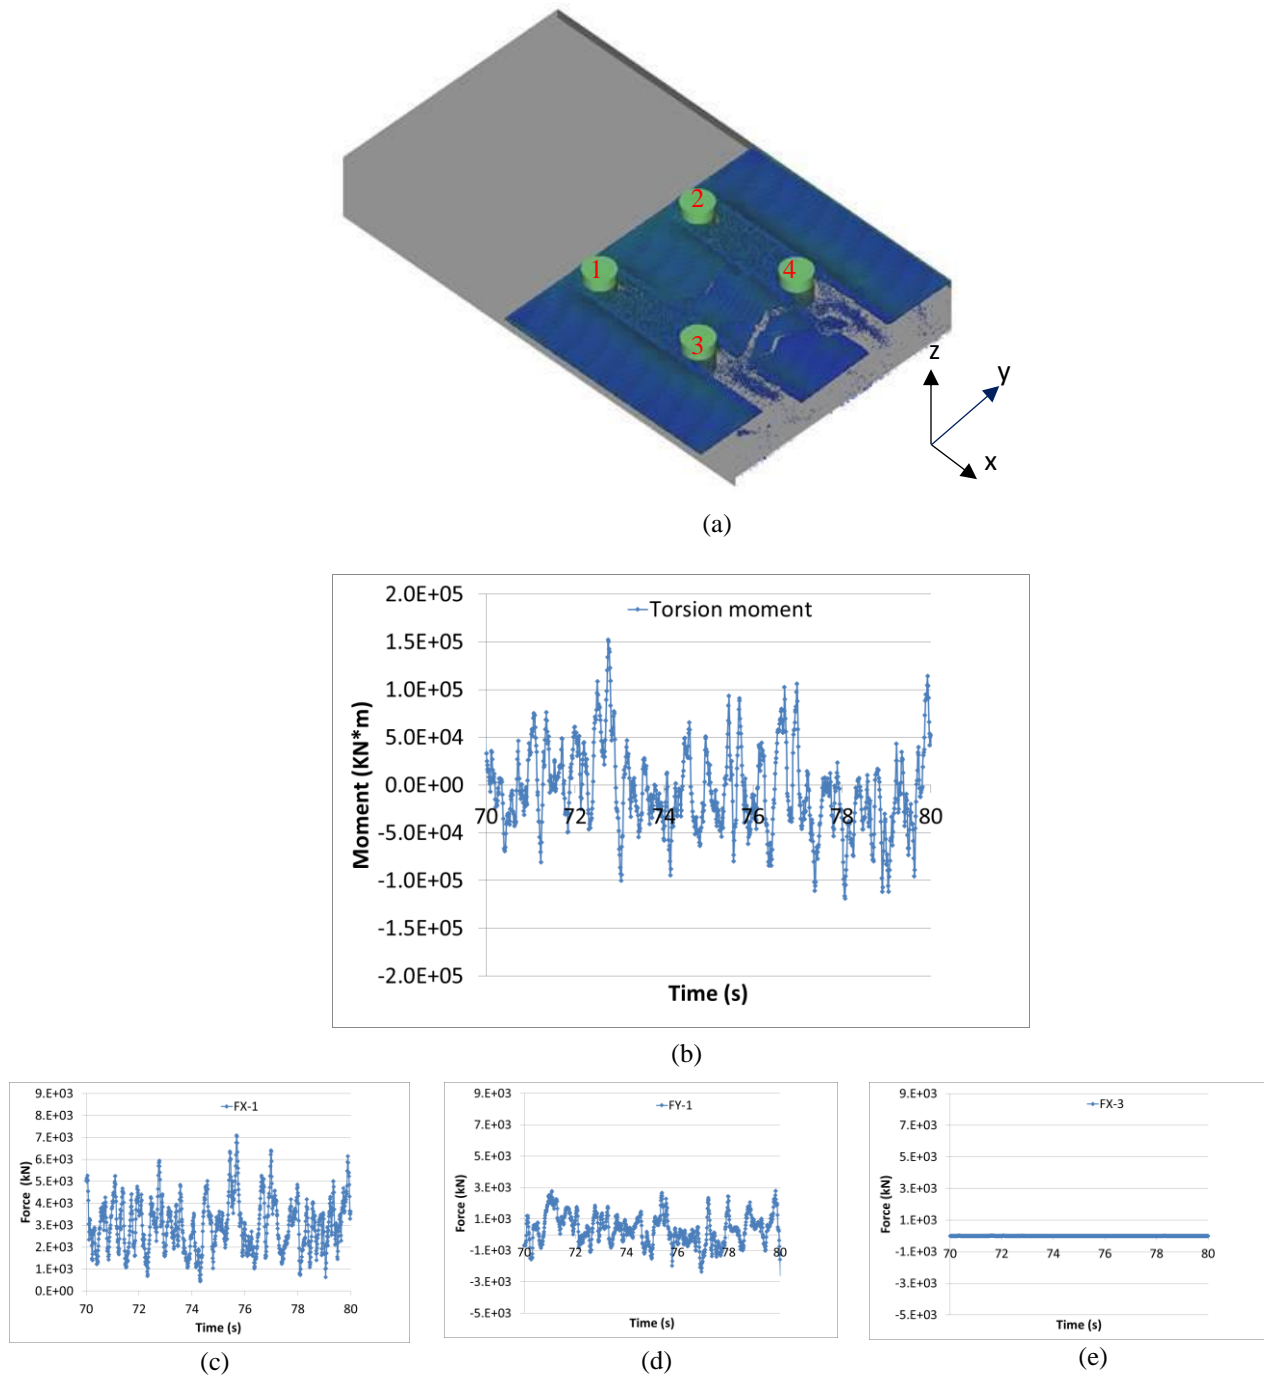 2
1
4
3
z
y
x
(a)
2.0E+05
Torsion moment
1.5E+05
1.0E+05
5.0E+04
0.0E+00
-5.0E+04
-1.0E+05
-1.5E+05
-2.0E+05
70 72 74 76 78 80
Moment (KN*m)
Time (s)
(b)
9.E+03
8.E+03
7.E+03
6.E+03
5.E+03
4.E+03
3.E+03
2.E+03
1.E+03
0.E+00
FX-1
Force (kN)
70 72 74 76 78 80
Time (s)
(c)
9.E+03
7.E+03
5.E+03
3.E+03
1.E+03
-1.E+03
-3.E+03
-5.E+03
FY-1
Force (kN)
70 72 74 76 78 80
Time (s)
(d)
9.E+03
7.E+03
5.E+03
3.E+03
1.E+03
-1.E+03
-3.E+03
-5.E+03
FX-3
Force (kN)
70 72 74 76 78 80
Time (s)
(e)